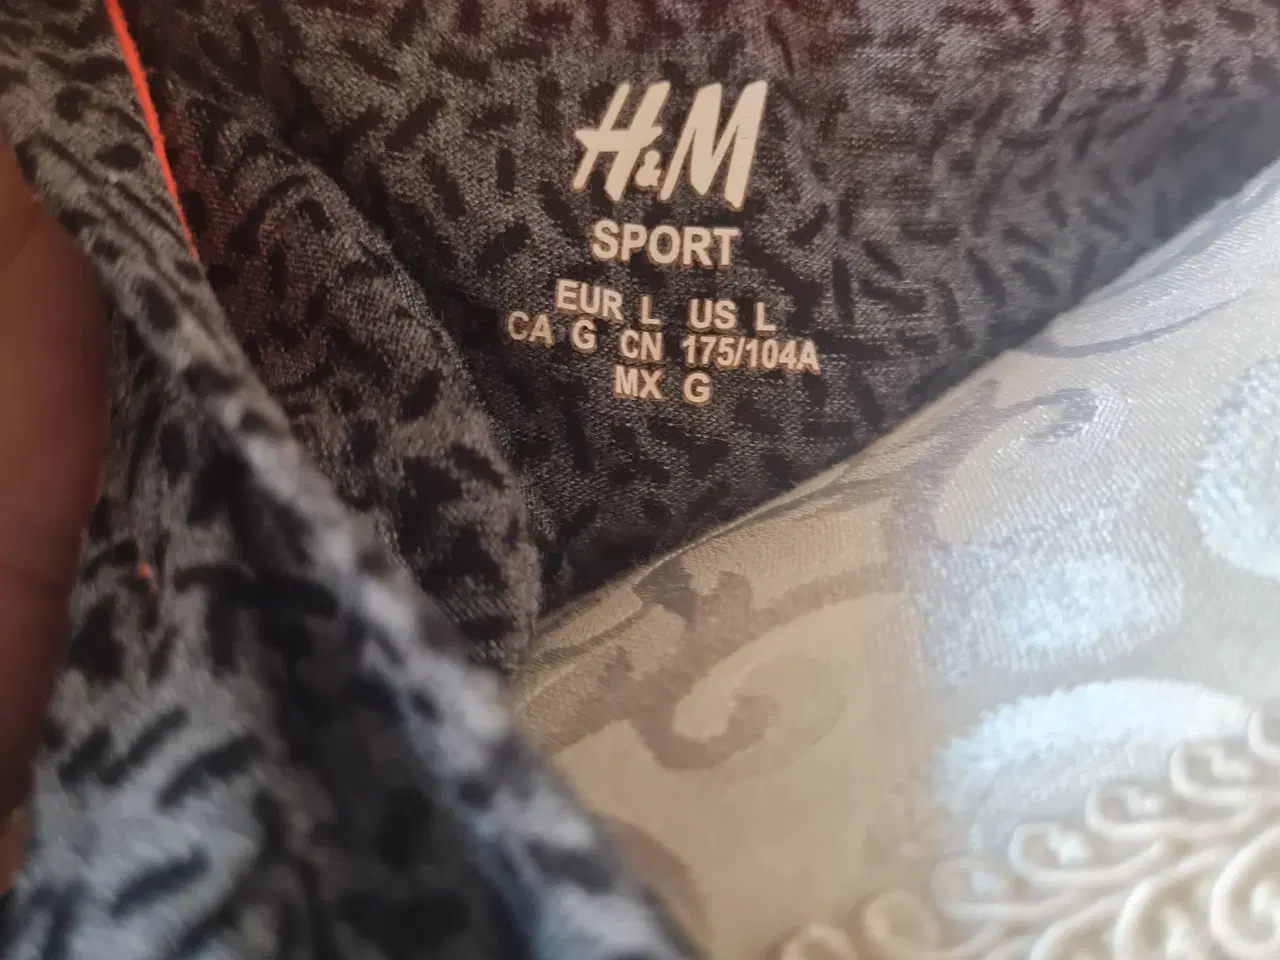 H&M
SPORT
EUR L US L
CA G CN 175/104A
MX G